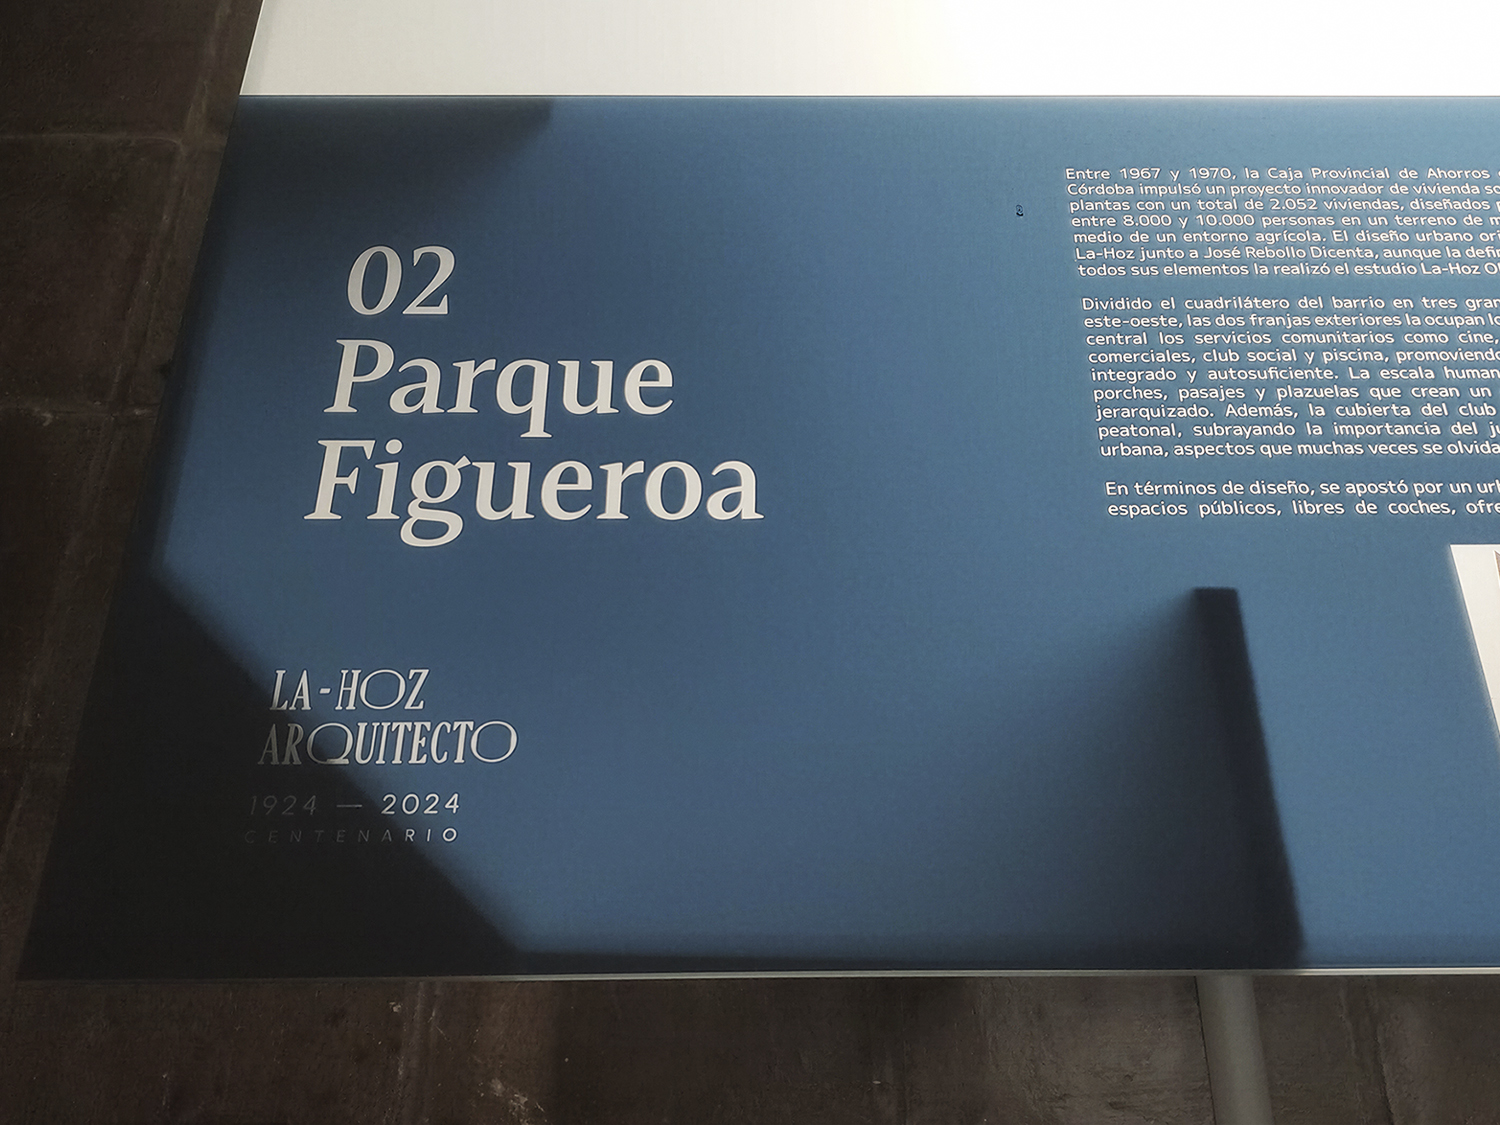 02
Parque
Figueroa
LA-HOZ
ARQUITECTO
1924 — 2024
CENTENARIO
Entre 1967 y 1970, la Caja Provincial de Ahorros
Córdoba impulsó un proyecto innovador de vivienda
plantas con un total de 2.052 viviendas, diseñados
entre 8.000 y 10.000 personas en un terreno de
medio de un entorno agrícola. El diseño urbano
La-Hoz junto a José Rebollo Dicenta, aunque la
todos sus elementos la realizó el estudio La-Hoz
Dividido el cuadrilátero del barrio en tres
este-oeste, las dos franjas exteriores la ocupan
central los servicios comunitarios como cine,
comerciales, club social y piscina, promoviendo
integrado y autosuficiente. La escala
porches, pasajes y plazuelas que crean un
jerarquizado. Además, la cubierta del club
peatonal, subrayando la importancia del
urbana, aspectos que muchas veces se
En términos de diseño, se apostó por un
espacios públicos, libres de coches,